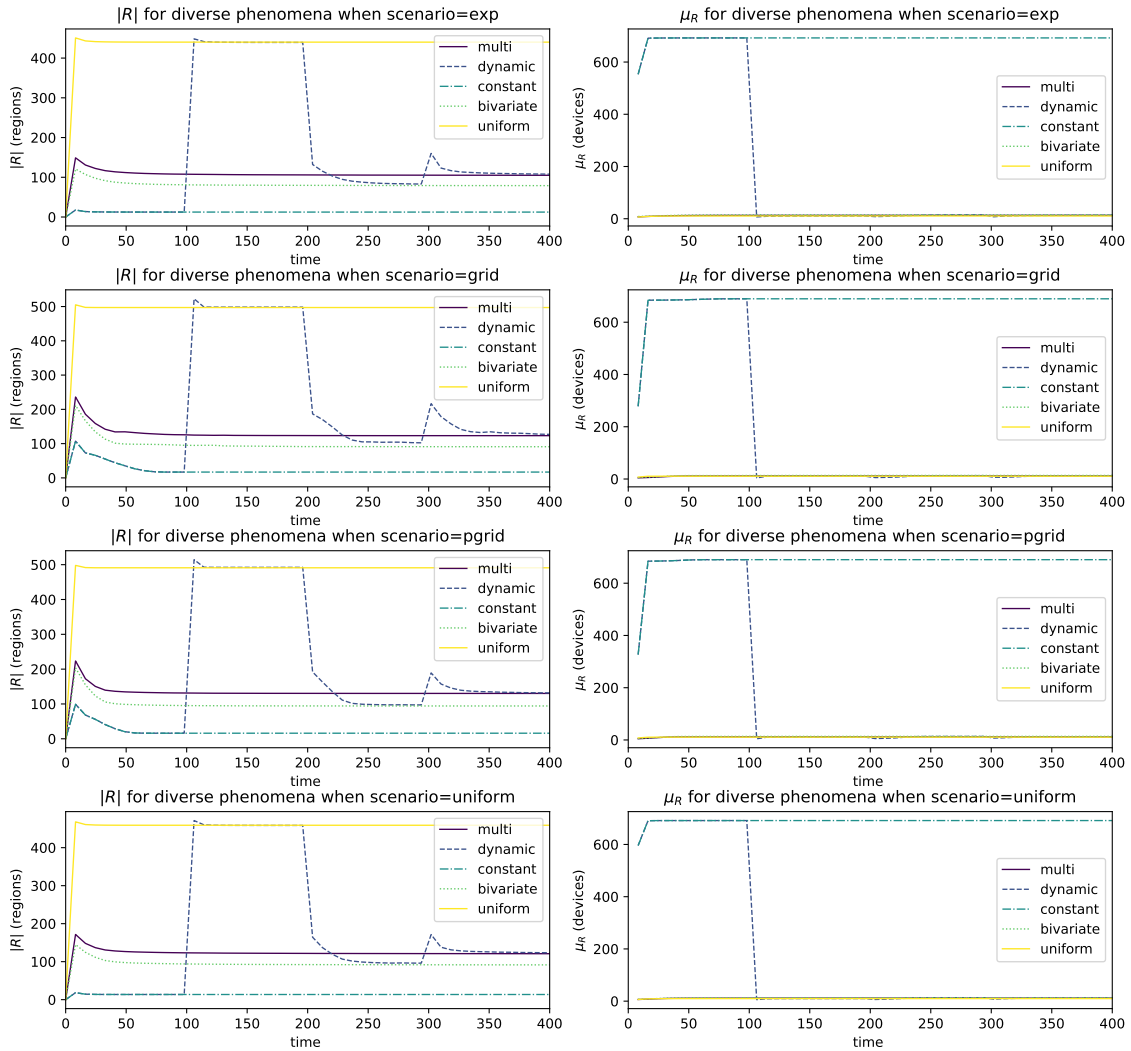 |R| for diverse phenomena when scenario=exp
|R| (regions)
400
300
200
100
0
0 50 100 150 200 250 300 350 400
time
multi
dynamic
constant
bivariate
uniform
μR for diverse phenomena when scenario=exp
μR (devices)
600
400
200
0
0 50 100 150 200 250 300 350 400
time
multi
dynamic
constant
bivariate
uniform
|R| for diverse phenomena when scenario=grid
|R| (regions)
500
400
300
200
100
0
0 50 100 150 200 250 300 350 400
time
multi
dynamic
constant
bivariate
uniform
μR for diverse phenomena when scenario=grid
μR (devices)
600
400
200
0
0 50 100 150 200 250 300 350 400
time
multi
dynamic
constant
bivariate
uniform
|R| for diverse phenomena when scenario=pgrid
|R| (regions)
500
400
300
200
100
0
0 50 100 150 200 250 300 350 400
time
multi
dynamic
constant
bivariate
uniform
μR for diverse phenomena when scenario=pgrid
μR (devices)
600
400
200
0
0 50 100 150 200 250 300 350 400
time
multi
dynamic
constant
bivariate
uniform
|R| for diverse phenomena when scenario=uniform
|R| (regions)
400
300
200
100
0
0 50 100 150 200 250 300 350 400
time
multi
dynamic
constant
bivariate
uniform
μR for diverse phenomena when scenario=uniform
μR (devices)
600
400
200
0
0 50 100 150 200 250 300 350 400
time
multi
dynamic
constant
bivariate
uniform